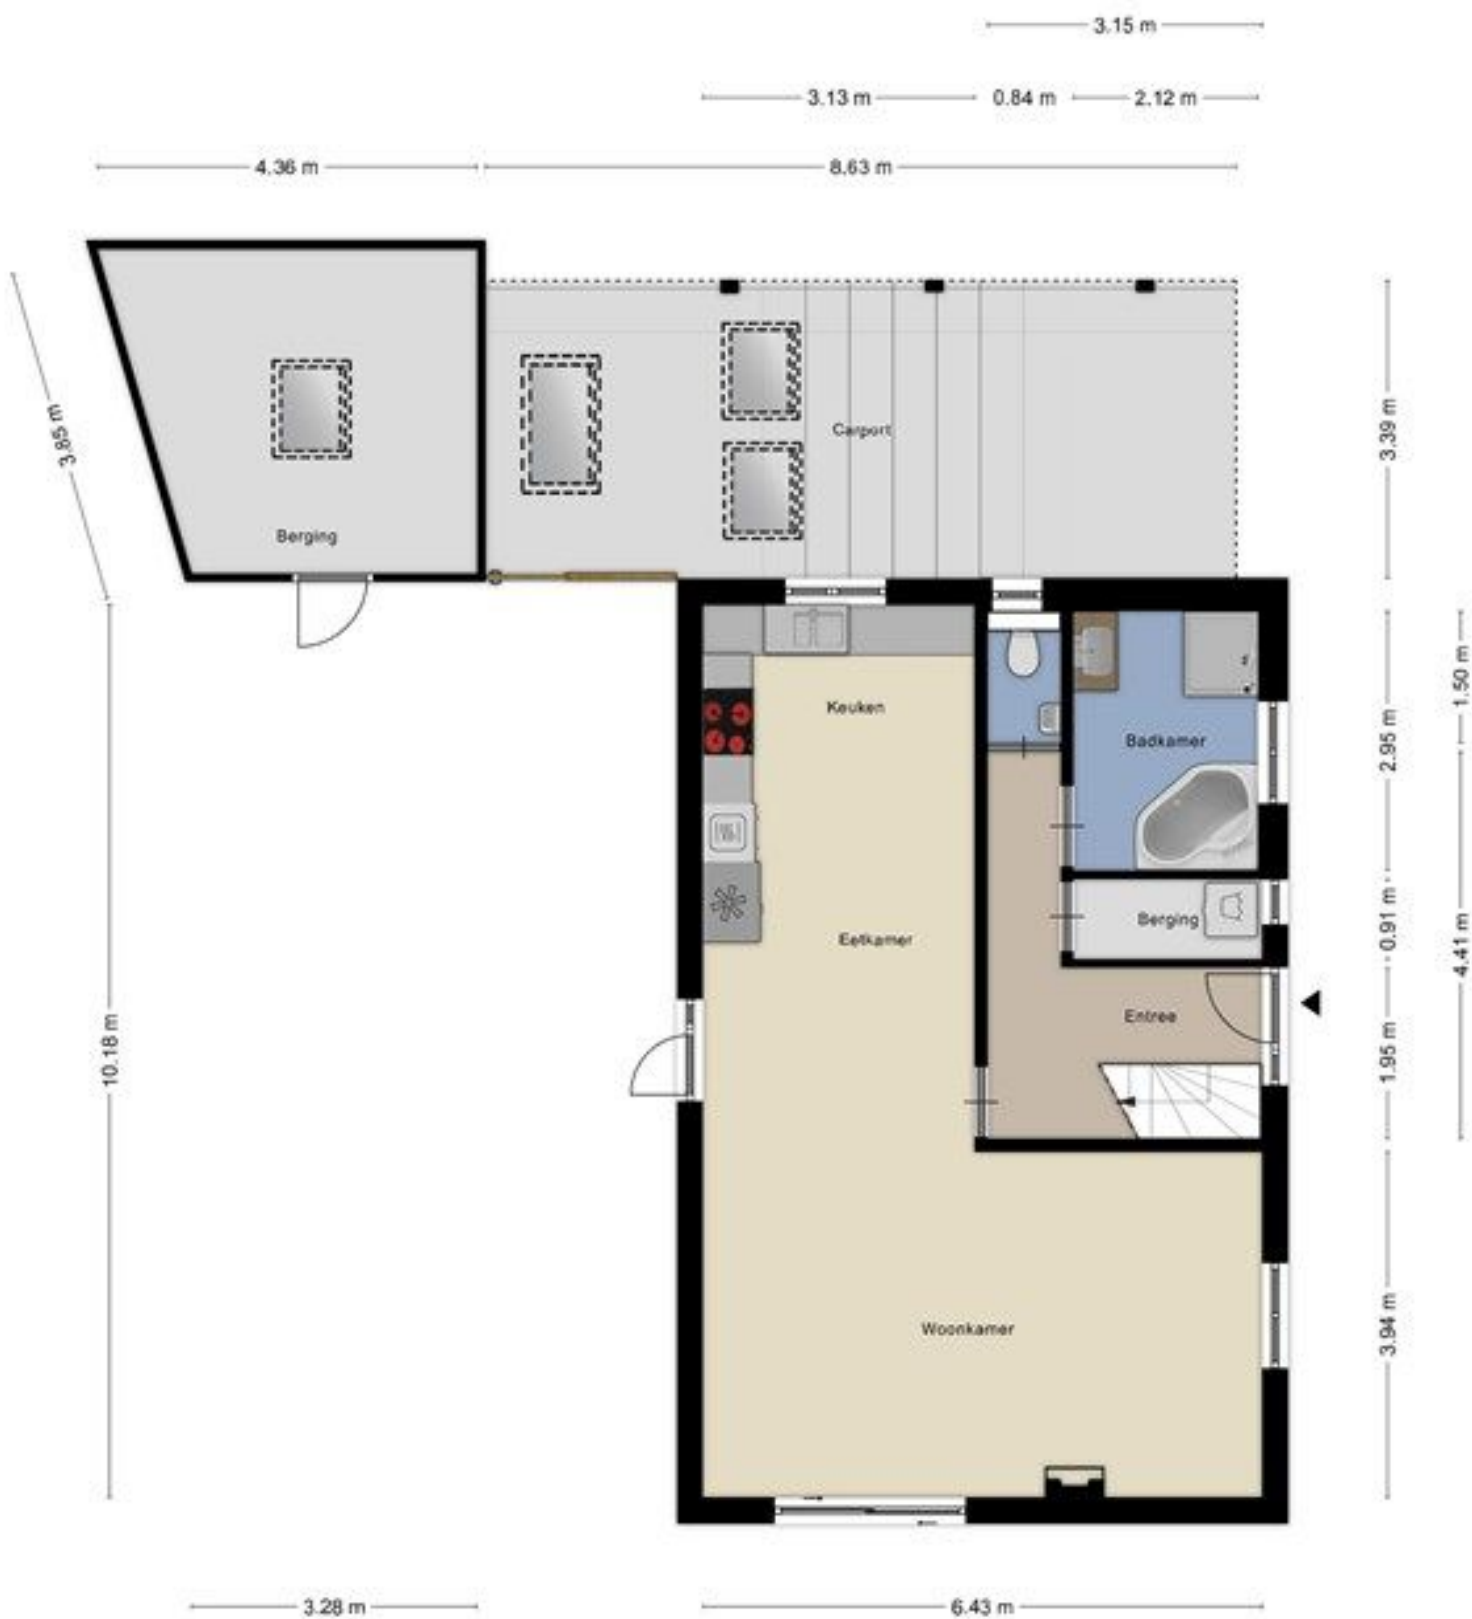 3.15 m
3.13 m
0.84 m
2.12 m
4.36 m
8.63 m
3.85 m
Carport
3.39 m
Berging
Keuken
Badkamer
2.95 m
1.50 m
Berging
0.91 m
Eetkamer
4.41 m
Entree
10.18 m
1.95 m
Woonkamer
3.94 m
3.28 m
6.43 m